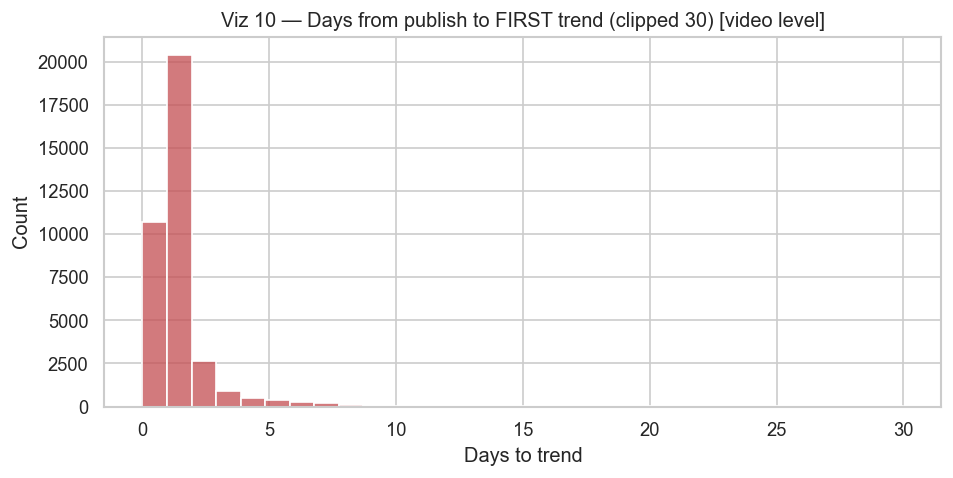 Viz 10 — Days from publish to FIRST trend (clipped 30) [video level]
20000
17500
15000
12500
10000
7500
5000
2500
0
Count
0 5 10 15 20 25 30
Days to trend